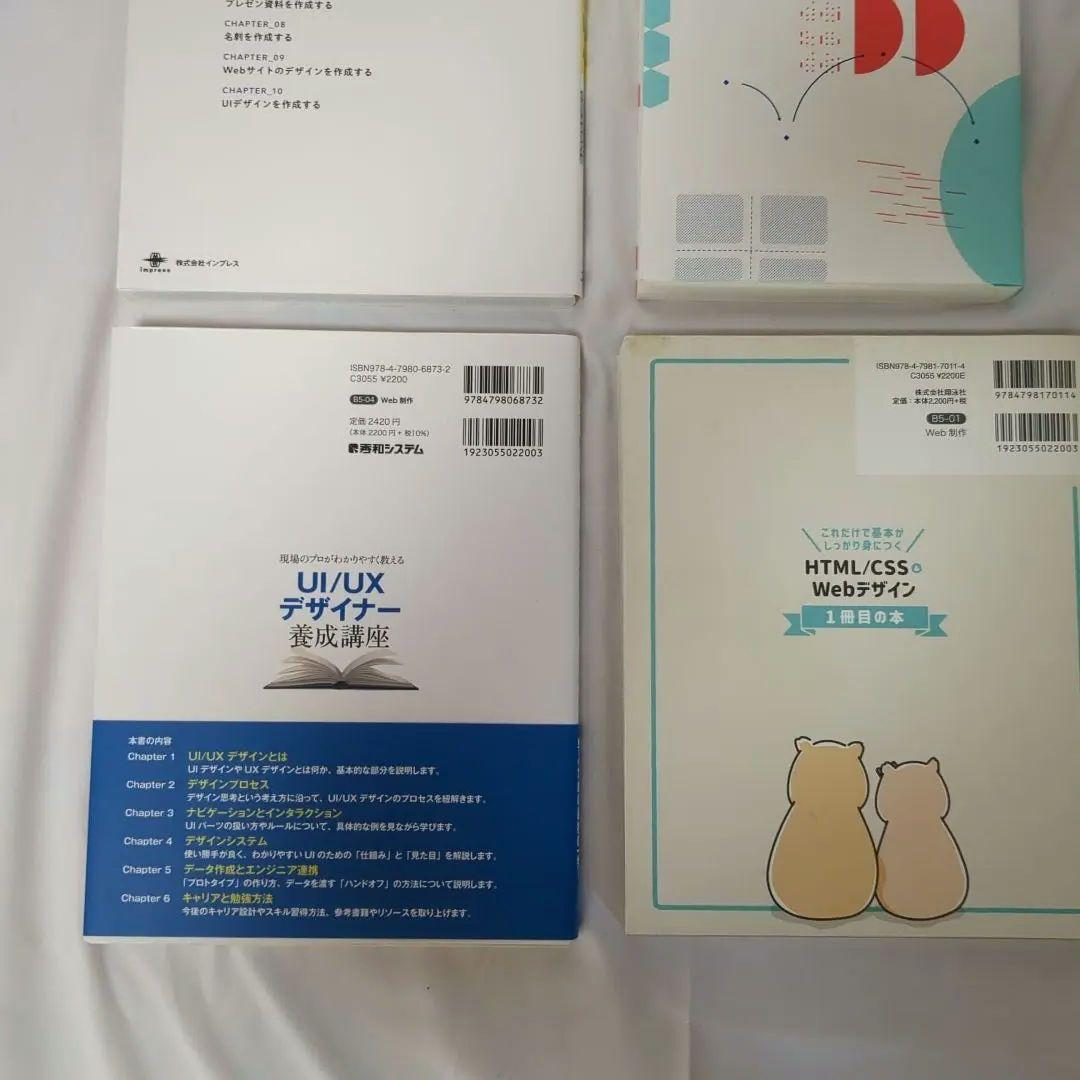 プレゼン資料を作成する
CHAPTER_08
名刺を作成する
CHAPTER_09
Webサイトのデザインを作成する
CHAPTER_10
UIデザインを作成する
impress
株式会社インプレス
ISBN978-4-7980-6873-2
C3055 ¥2200
B5-04 Web 制作
定価 2420 円
(本体 2200 円 + 税10%)
秀和システム
9784798068732
1923055022003
現場のプロがわかりやすく教える
UI/UX
デザイナー
養成講座
本書の内容
Chapter 1 UI/UX デザインとは
UI デザインや UX デザインとは何か、基本的な部分を説明します。
Chapter 2 デザインプロセス
デザイン思考という考え方に沿って、UI/UX デザインのプロセスを紐解きます。
Chapter 3 ナビゲーションとインタラクション
UI パーツの扱い方やルールについて、具体的な例を見ながら学びます。
Chapter 4 デザインシステム
使い勝手が良く、わかりやすい UI のための「仕組み」と「見た目」を解説します。
Chapter 5 データ作成とエンジニア連携
「プロトタイプ」の作り方、データを渡す「ハンドオフ」の方法について説明します。
Chapter 6 キャリアと勉強方法
今後のキャリア設計やスキル習得方法、参考書籍やリソースを取り上げます。
ISBN978-4-7981-7011-4
C3055 ¥2200E
株式会社翔泳社
定価：本体2,200円+税
B5-01
Web 制作
9784798170114
1923055022003
これだけで基本が
しっかり身につく
HTML/CSS&
Webデザイン
1冊目の本